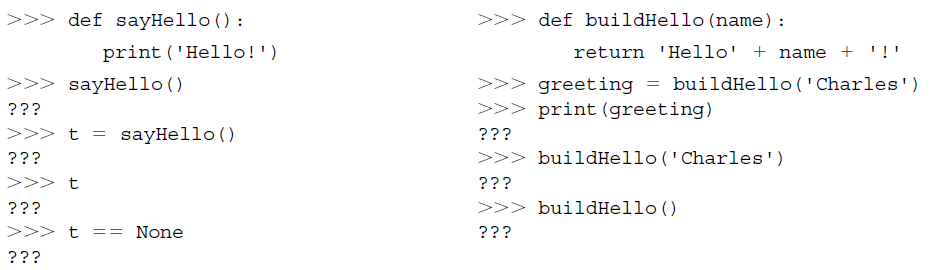 >>> def sayHello():
print('Hello!')
>>> sayHello()
???
>>> t = sayHello()
???
>>> t
???
>>> t == None
???
>>> def buildHello(name):
return 'Hello' + name + '!'
>>> greeting = buildHello('Charles')
>>> print(greeting)
???
>>> buildHello('Charles')
???
>>> buildHello()
???